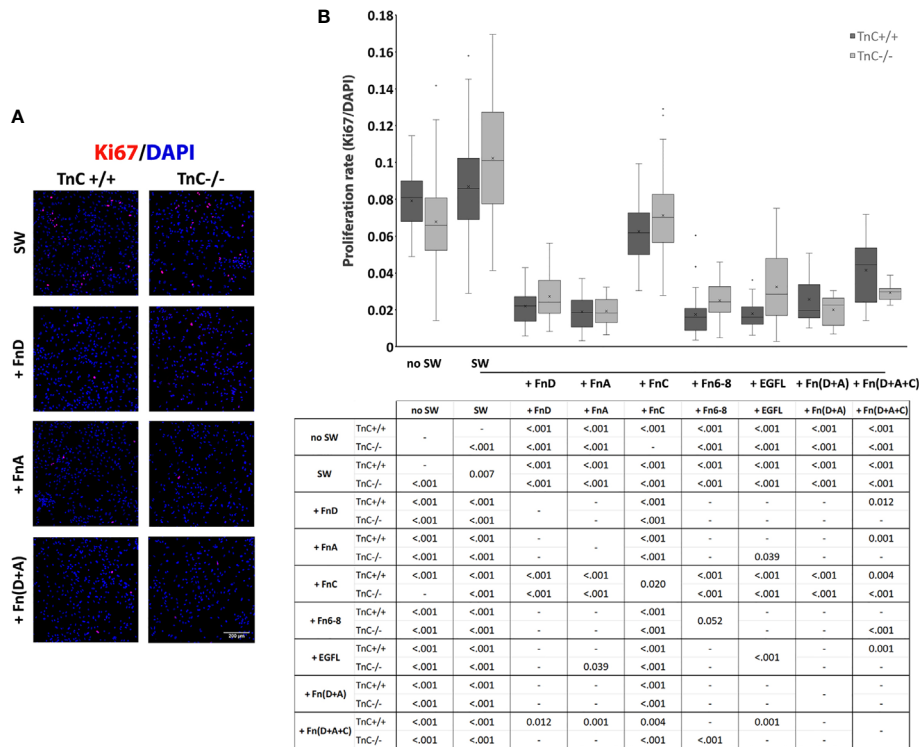 A
Ki67/DAPI
TnC +/+ TnC-/-
SW
+ FnD
+ FnA
+ Fn(D+A)
200 µm
B
Proliferation rate (Ki67/DAPI)
0.18
0.16
0.14
0.12
0.1
0.08
0.06
0.04
0.02
0
TnC+/+
TnC-/-
no SW SW
+ FnD + FnA + FnC + Fn6-8 + EGFL + Fn(D+A) + Fn(D+A+C)
no SW SW + FnD + FnA + FnC + Fn6-8 + EGFL + Fn(D+A) + Fn(D+A+C)
no SW TnC+/+ - - <.001 <.001 <.001 <.001 <.001 <.001 <.001
TnC-/- <.001 <.001 <.001 - <.001 <.001 <.001 <.001
SW TnC+/+ - 0.007 <.001 <.001 <.001 <.001 <.001 <.001 <.001
TnC-/- <.001 <.001 <.001 <.001 <.001 <.001 <.001 <.001
+ FnD TnC+/+ <.001 <.001 - - <.001 - - - 0.012
TnC-/- <.001 <.001 - <.001 - - - -
+ FnA TnC+/+ <.001 <.001 - - <.001 - - - 0.001
TnC-/- <.001 <.001 - <.001 - 0.039 - -
+ FnC TnC+/+ <.001 <.001 <.001 <.001 0.020 <.001 <.001 <.001 0.004
TnC-/- - <.001 <.001 <.001 <.001 <.001 <.001 <.001
+ Fn6-8 TnC+/+ <.001 <.001 - - <.001 0.052 - - -
TnC-/- <.001 <.001 - - <.001 - - <.001
+ EGFL TnC+/+ <.001 <.001 - - <.001 - <.001 - 0.001
TnC-/- <.001 <.001 - 0.039 <.001 - - -
+ Fn(D+A) TnC+/+ <.001 <.001 - - <.001 - - - -
TnC-/- <.001 <.001 - - <.001 - - -
+ Fn(D+A+C) TnC+/+ <.001 <.001 0.012 0.001 0.004 - 0.001 - -
TnC-/- <.001 <.001 - - <.001 <.001 - -